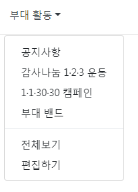 부대 활동
공지사항
감사나눔 1·2·3 운동
1·1·30·30 캠페인
부대 밴드
전체보기
편집하기